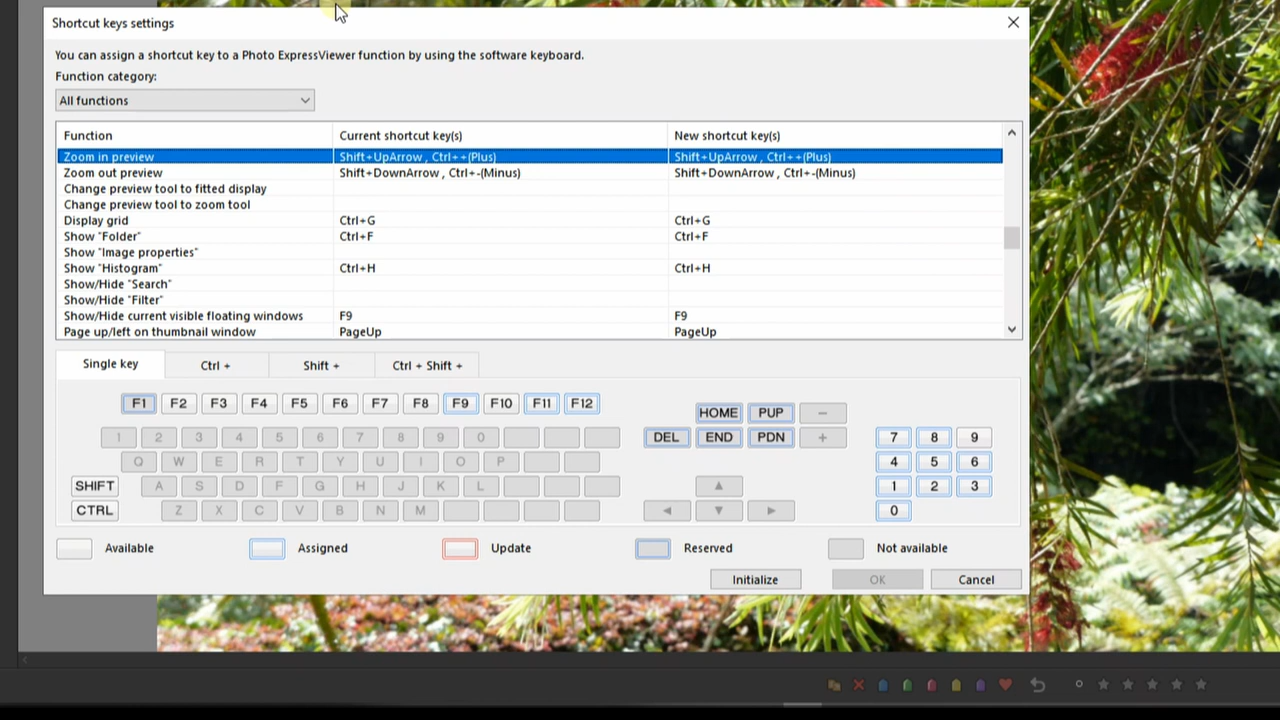 Shortcut keys settings
You can assign a shortcut key to a Photo ExpressViewer function by using the software keyboard.
Function category:
All functions
Function Current shortcut key(s) New shortcut key(s)
Zoom in preview Shift+UpArrow , Ctrl++(Plus) Shift+UpArrow , Ctrl++(Plus)
Zoom out preview Shift+DownArrow , Ctrl+-(Minus) Shift+DownArrow , Ctrl+-(Minus)
Change preview tool to fitted display
Change preview tool to zoom tool
Display grid Ctrl+G Ctrl+G
Show "Folder" Ctrl+F Ctrl+F
Show "Image properties"
Show "Histogram" Ctrl+H Ctrl+H
Show/Hide "Search"
Show/Hide "Filter"
Show/Hide current visible floating windows F9 F9
Page up/left on thumbnail window PageUp PageUp
Single key Ctrl + Shift + Ctrl + Shift +
F1 F2 F3 F4 F5 F6 F7 F8 F9 F10 F11 F12 HOME PUP −
1 2 3 4 5 6 7 8 9 0 DEL END PDN + 7 8 9
Q W E R T Y U I O P 4 5 6
SHIFT A S D F G H J K L ▲ 1 2 3
CTRL Z X C V B N M ◄ ▼ ► 0
Available Assigned Update Reserved Not available
Initialize OK Cancel